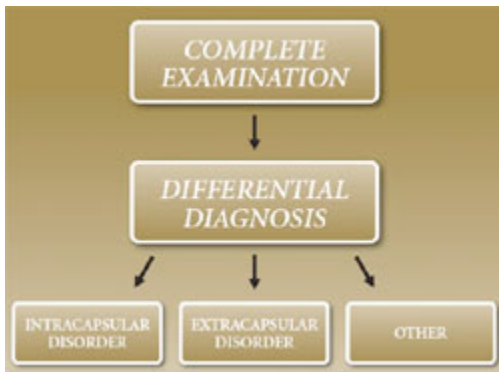 COMPLETE
EXAMINATION
DIFFERENTIAL
DIAGNOSIS
INTRACAPSULAR
DISORDER
EXTRACAPSULAR
DISORDER
OTHER